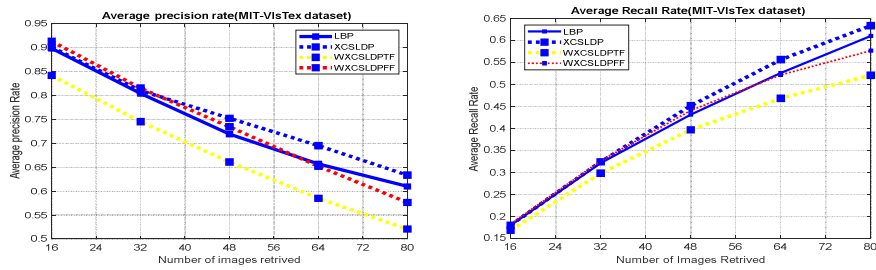 Average precision rate(MIT-VIsTex dataset)
Average precision Rate
0.95
0.9
0.85
0.8
0.75
0.7
0.65
0.6
0.55
0.5
LBP
XCSLDP
WXCSLDPTF
WXCSLDPFF
16 24 32 40 48 56 64 72 80
Number of images retrived
Average Recall Rate(MIT-VisTex dataset)
Average Recall Rate
0.65
0.6
0.55
0.5
0.45
0.4
0.35
0.3
0.25
0.2
0.15
LBP
XCSLDP
WXCSLDPTF
WXCSLDPFF
16 24 32 40 48 56 64 72 80
Number of Images Retrived